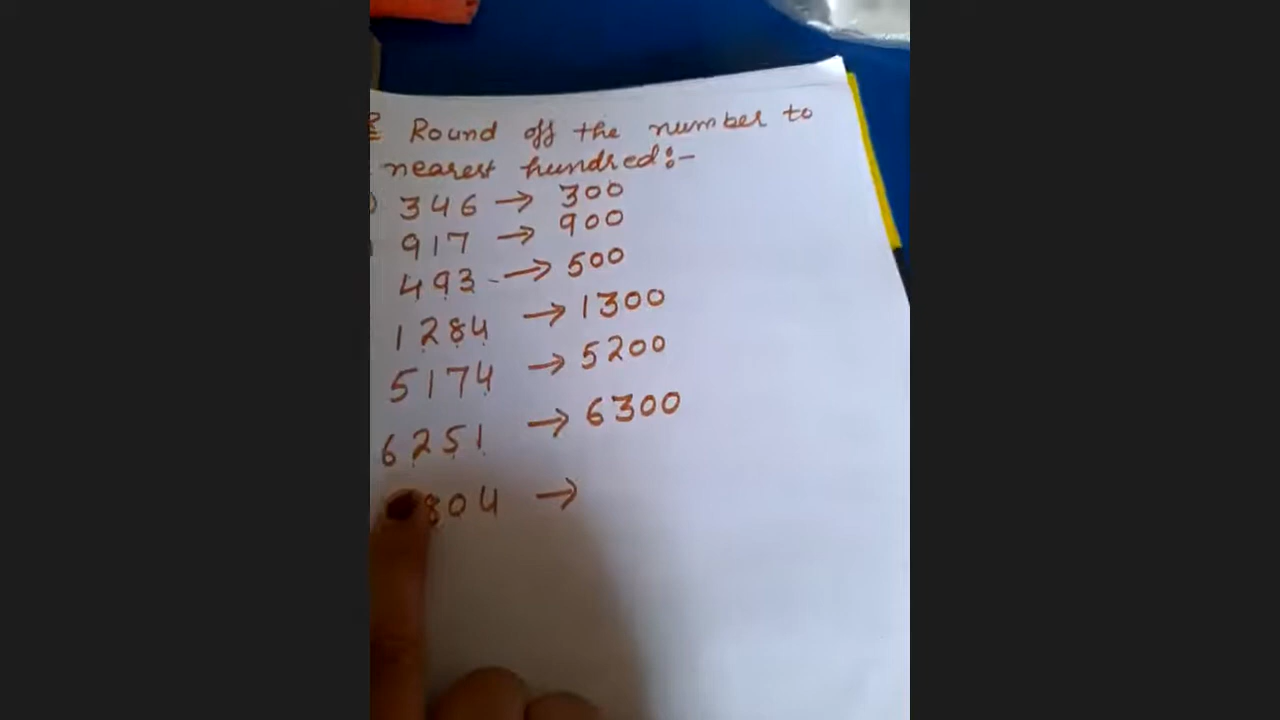 Round off the number to
nearest hundred:-
346 → 300
917 → 900
493 → 500
1284 → 1300
5174 → 5200
6251 → 6300
804 →